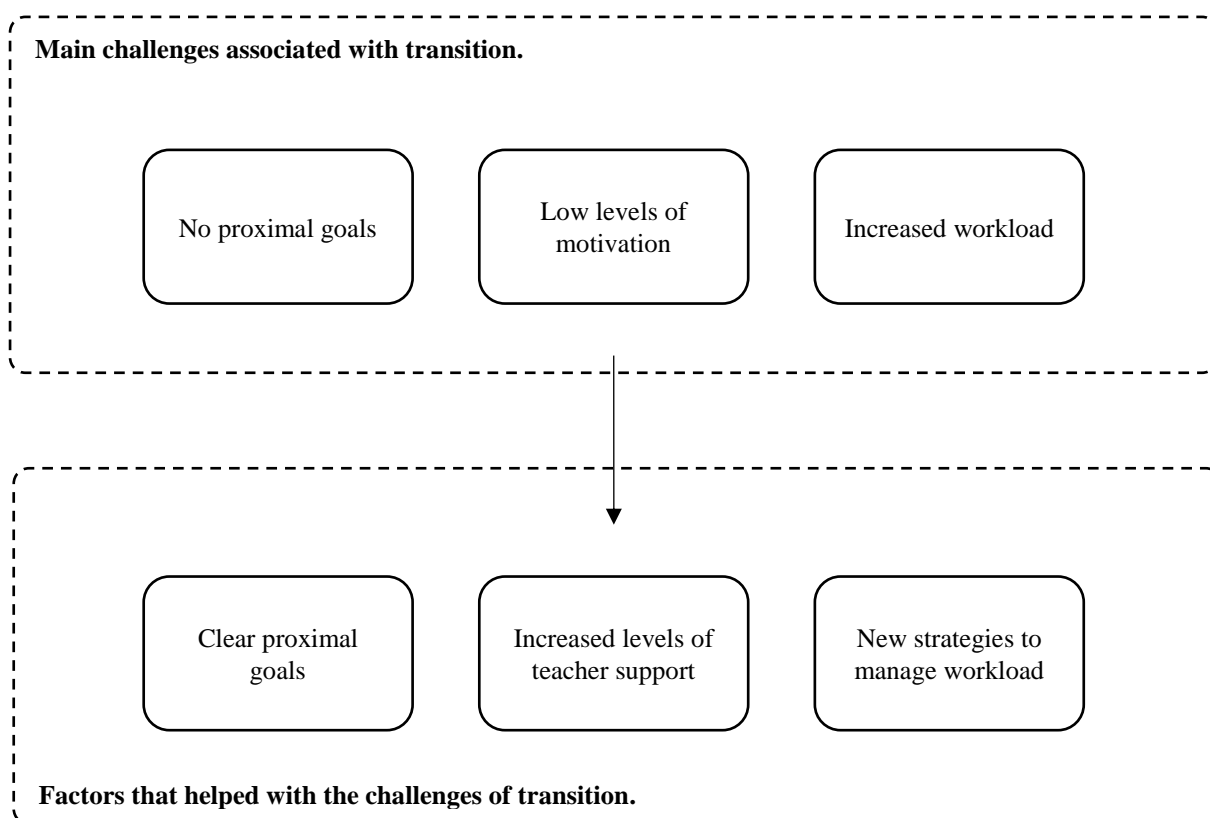 Main challenges associated with transition.
No proximal goals
Low levels of
motivation
Increased workload
Clear proximal
goals
Increased levels of
teacher support
New strategies to
manage workload
Factors that helped with the challenges of transition.